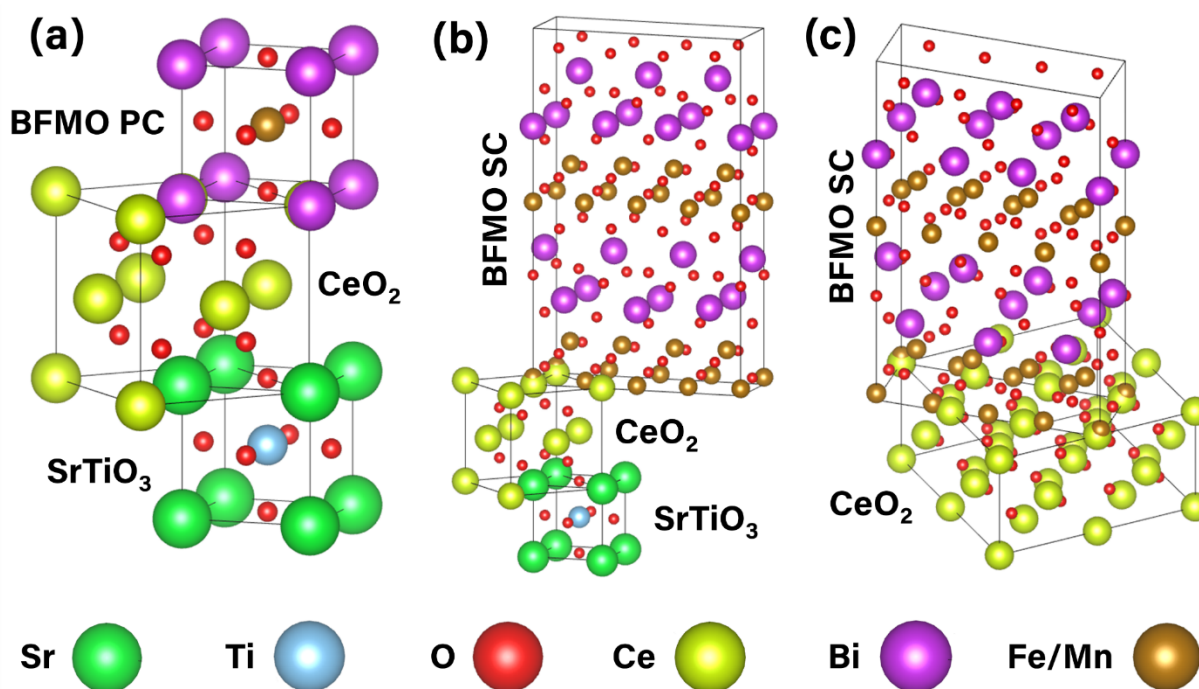 (a)
(b)
(c)
BFMO PC
CeO₂
SrTiO₃
BFMO SC
CeO₂
SrTiO₃
BFMO SC
CeO₂
Sr
Ti
O
Ce
Bi
Fe/Mn